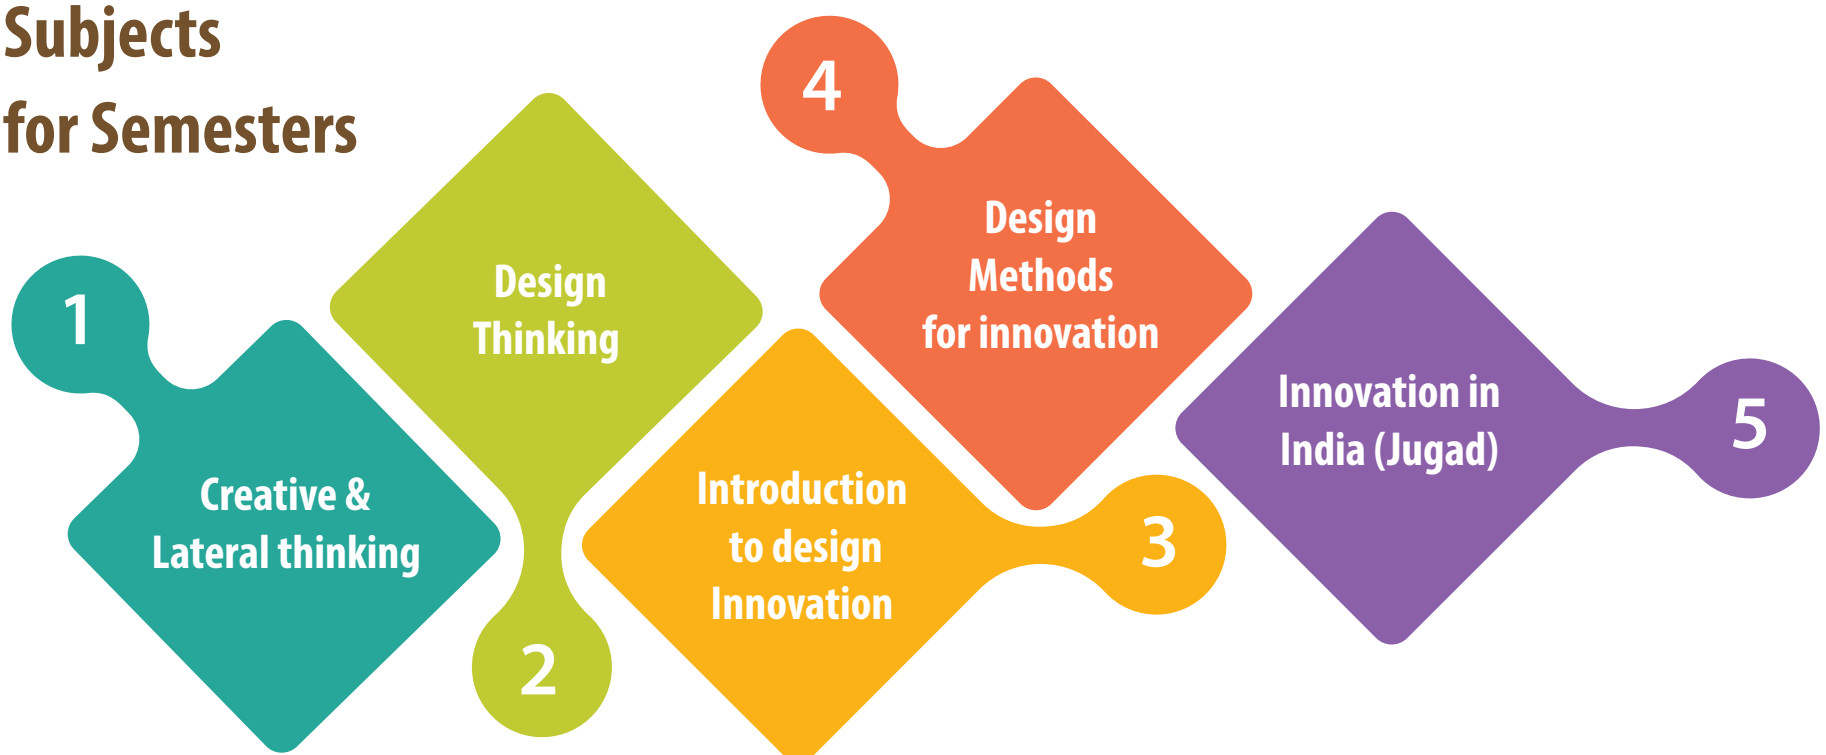 Subjects
for Semesters
1
Creative &
Lateral thinking
Design
Thinking
2
Introduction
to design
Innovation
3
4
Design
Methods
for innovation
Innovation in
India (Jugad)
5